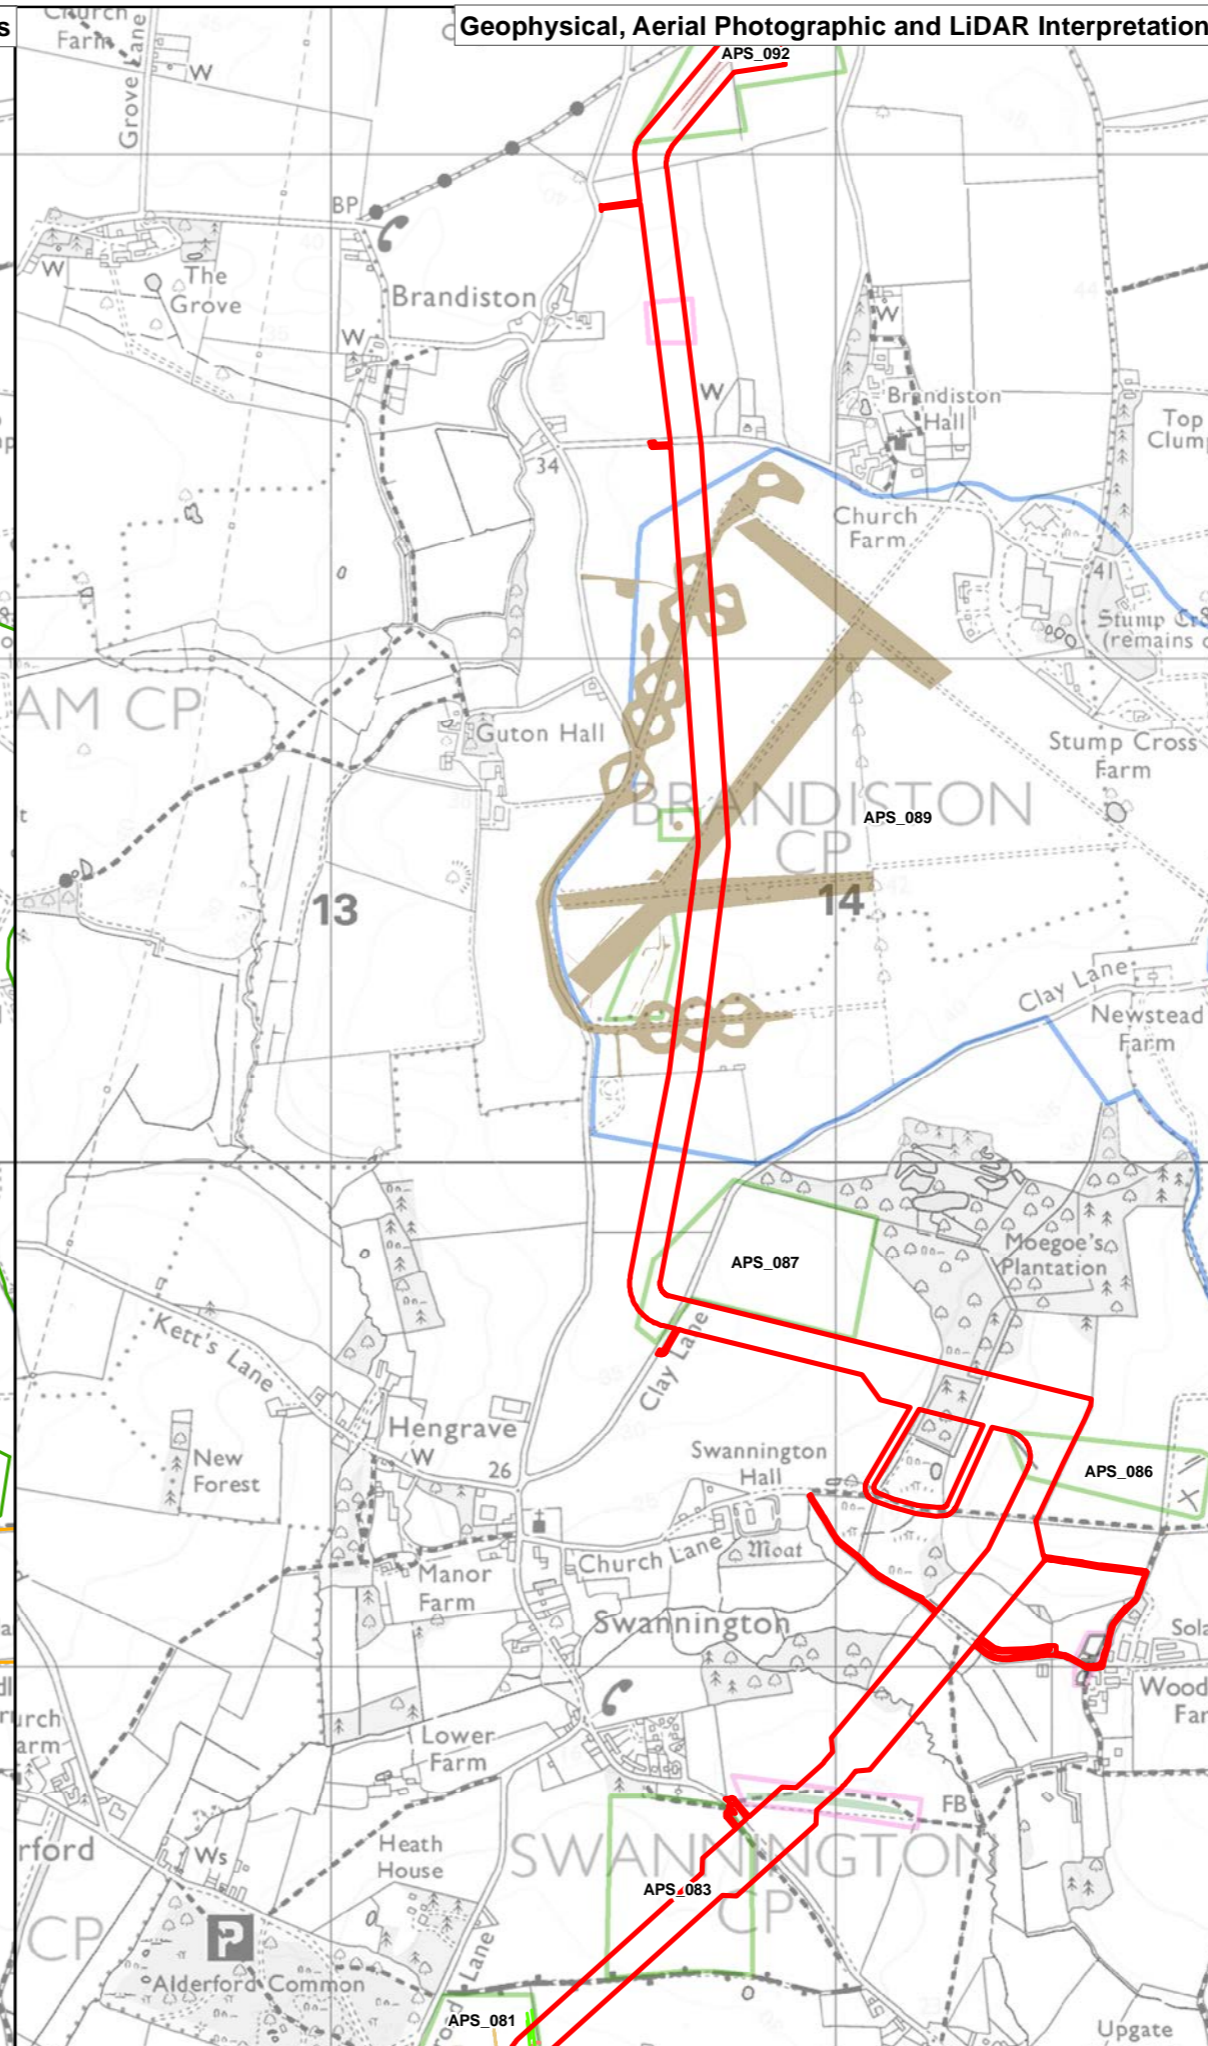 s
Geophysical, Aerial Photographic and LiDAR Interpretation
Church
Farm
Grove Lane
W
APS_092
BP
The
Grove
W
Brandiston
W
W
W
Brandiston
Hall
Top
Clump
34
Church
Farm
41
Stump Cross
(remains o
AM CP
Guton Hall
Stump Cross
Farm
BRANDISTON
CP
APS_089
13
14
Clay Lane
Newstead
Farm
APS_087
Moegoe's
Plantation
Kett's Lane
Clay Lane
Hengrave
W
26
New
Forest
Swannington
Hall
APS_086
Moat
Church Lane
Manor
Farm
Swannington
Sola
Wood
Far
Lower
Farm
urch
arm
FB
rford
Ws
Heath
House
SWANNINGTON
CP
APS_083
CP
P
Alderford Common
Lane
APS_081
Upgate